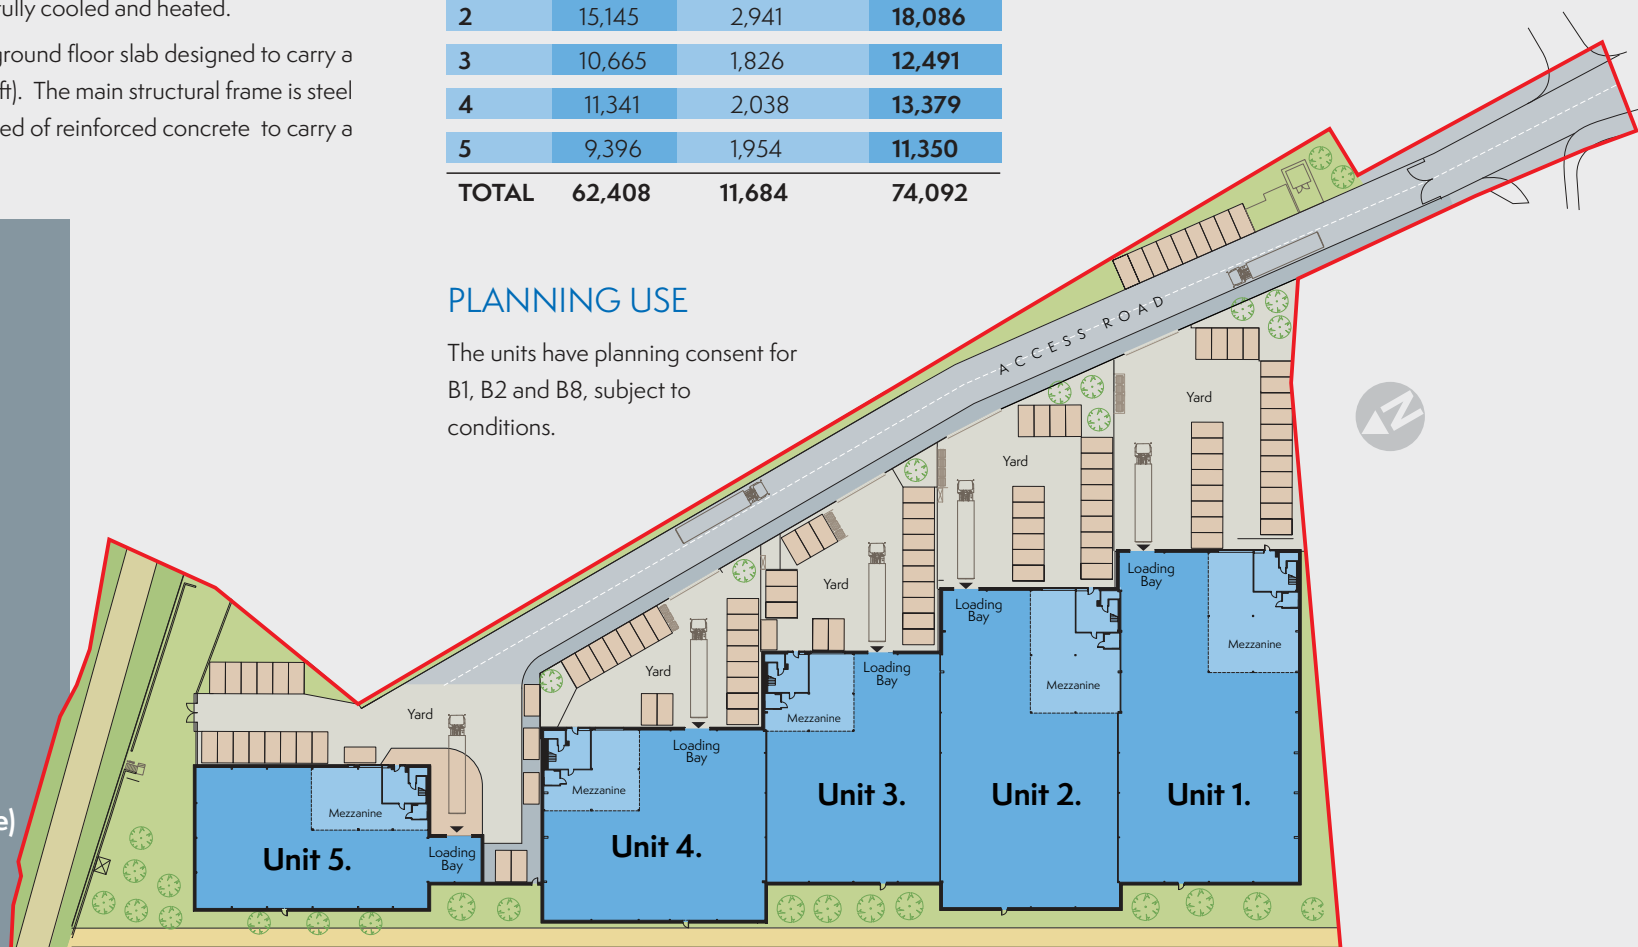 fully cooled and heated.
ground floor slab designed to carry a
ft). The main structural frame is steel
ed of reinforced concrete to carry a
2 15,145 2,941 18,086
3 10,665 1,826 12,491
4 11,341 2,038 13,379
5 9,396 1,954 11,350
TOTAL 62,408 11,684 74,092
PLANNING USE
The units have planning consent for
B1, B2 and B8, subject to
conditions.
ACCESS ROAD
N
Yard
Yard
Yard
Yard
Yard
Loading
Bay
Mezzanine
Unit 1.
Loading
Bay
Mezzanine
Unit 2.
Loading
Bay
Mezzanine
Unit 3.
Loading
Bay
Mezzanine
Unit 4.
Loading
Bay
Mezzanine
Unit 5.
e)